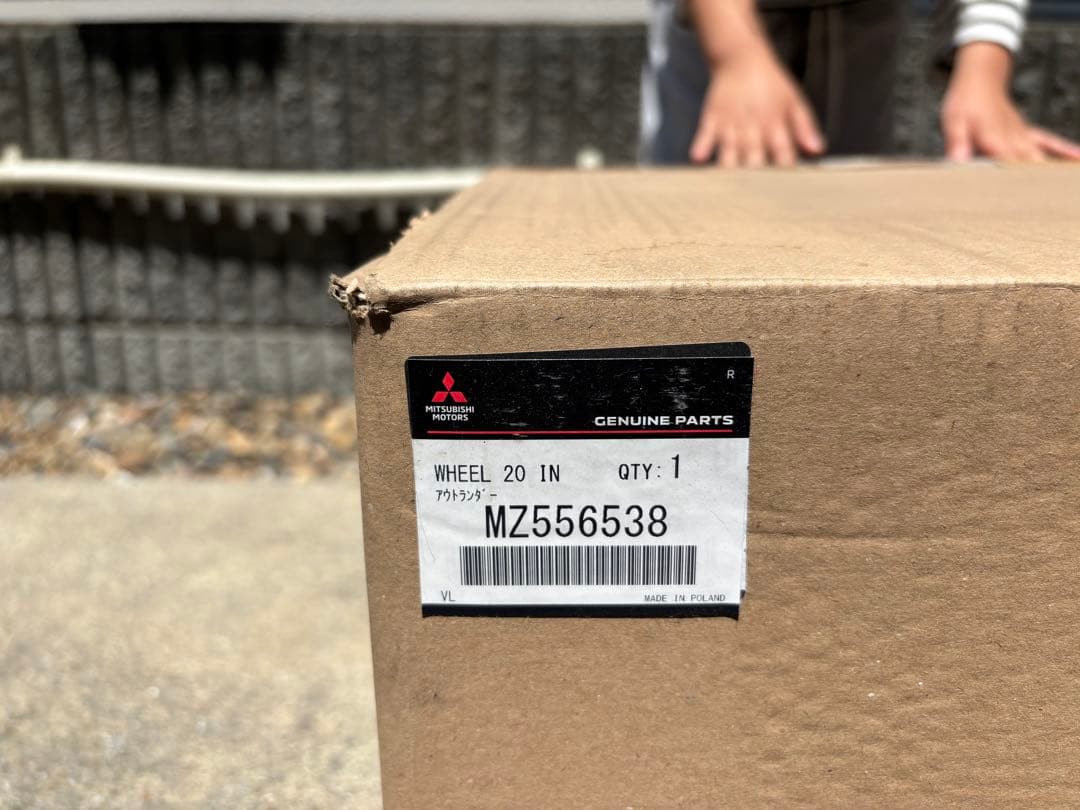 R
MITSUBISHI
MOTORS
GENUINE PARTS
WHEEL 20 IN QTY: 1
ｱｳﾄﾗﾝﾀﾞｰ
MZ556538
VL MADE IN POLAND